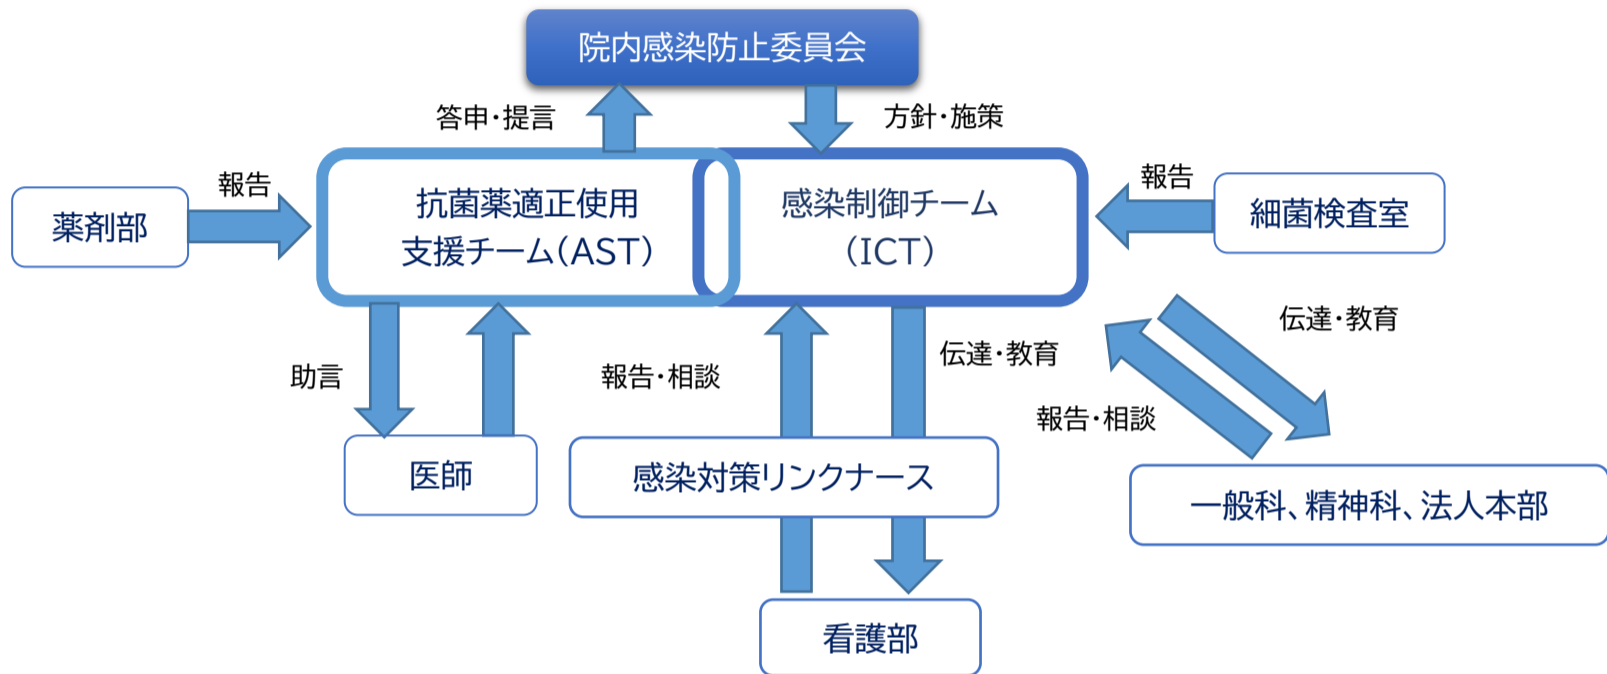 院内感染防止委員会
答申・提言
方針・施策
報告
薬剤部
抗菌薬適正使用
支援チーム(AST)
感染制御チーム
(ICT)
報告
細菌検査室
助言
報告・相談
伝達・教育
伝達・教育
報告・相談
医師
感染対策リンクナース
一般科、精神科、法人本部
看護部